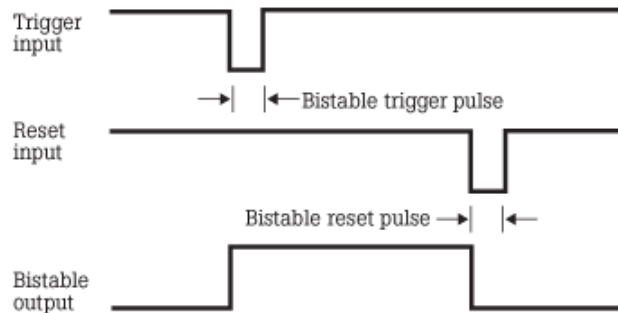 Trigger
input
Bistable trigger pulse
Reset
input
Bistable reset pulse
Bistable
output